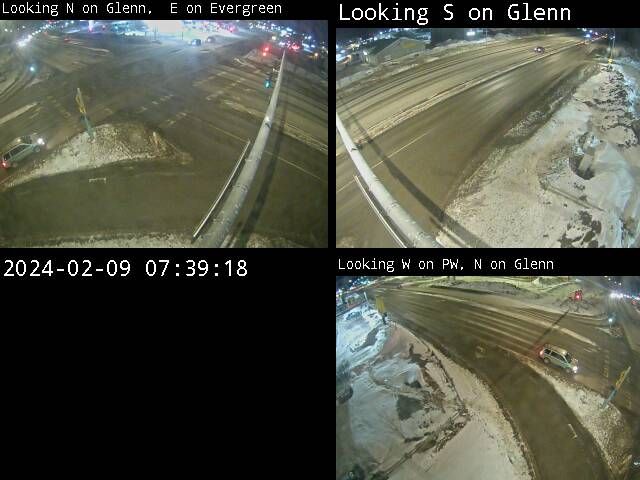 Looking N on Glenn,  E on Evergreen
Looking S on Glenn
2024-02-09 07:39:18
Looking W on PW, N on Glenn